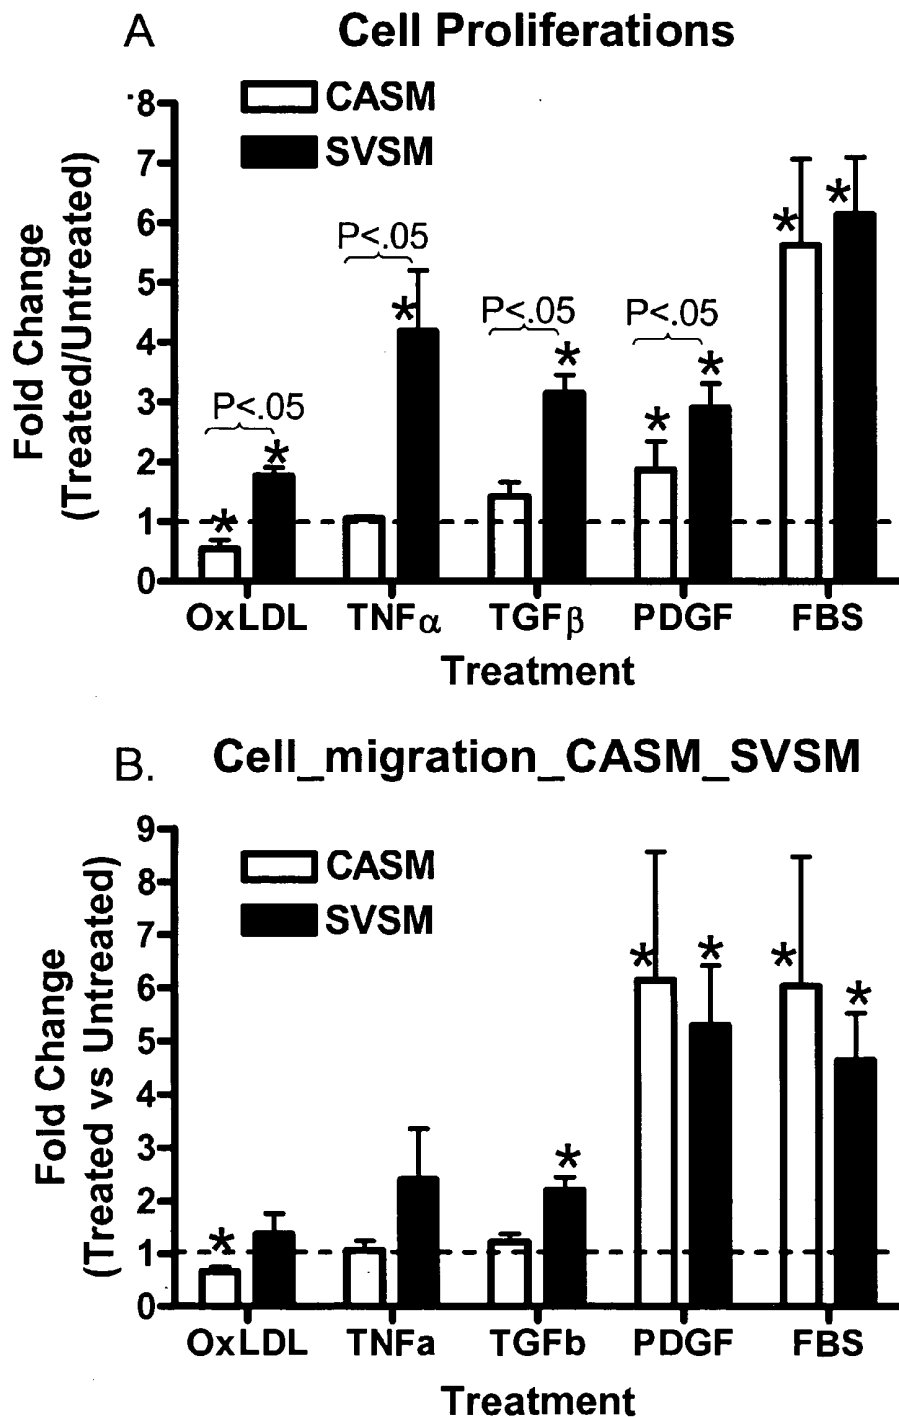 A Cell Proliferations
CASM
SVSM
Fold Change
(Treated/Untreated)
8
7
6
5
4
3
2
1
0
P<.05
P<.05
P<.05
P<.05
* * * * * * * *
OxLDL TNFα TGFβ PDGF FBS
Treatment
B. Cell_migration_CASM_SVSM
CASM
SVSM
Fold Change
(Treated vs Untreated)
9
8
7
6
5
4
3
2
1
0
* * * * * *
OxLDL TNFa TGFb PDGF FBS
Treatment